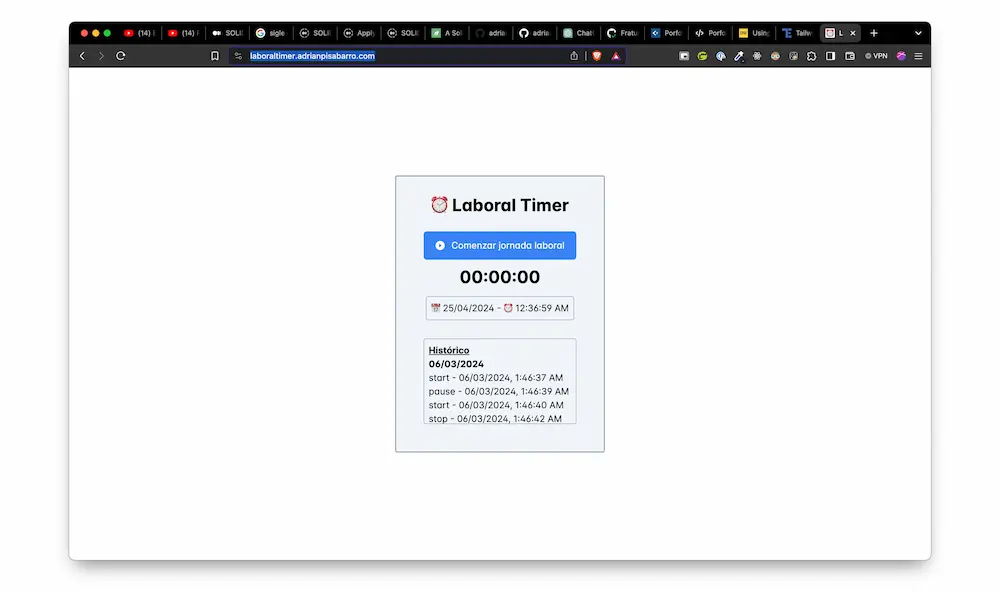 (14)
(14)
SOLI
sigle
SOLI
Apply
SOLI
A Sol
adria
adria
Chat
Fratu
Porfo
Porfo
Using
Tailw
L
laboraltimer.adrianpisabarro.com
VPN
Laboral Timer
Comenzar jornada laboral
00:00:00
25/04/2024 - 12:36:59 AM
Histórico
06/03/2024
start - 06/03/2024, 1:46:37 AM
pause - 06/03/2024, 1:46:39 AM
start - 06/03/2024, 1:46:40 AM
stop - 06/03/2024, 1:46:42 AM